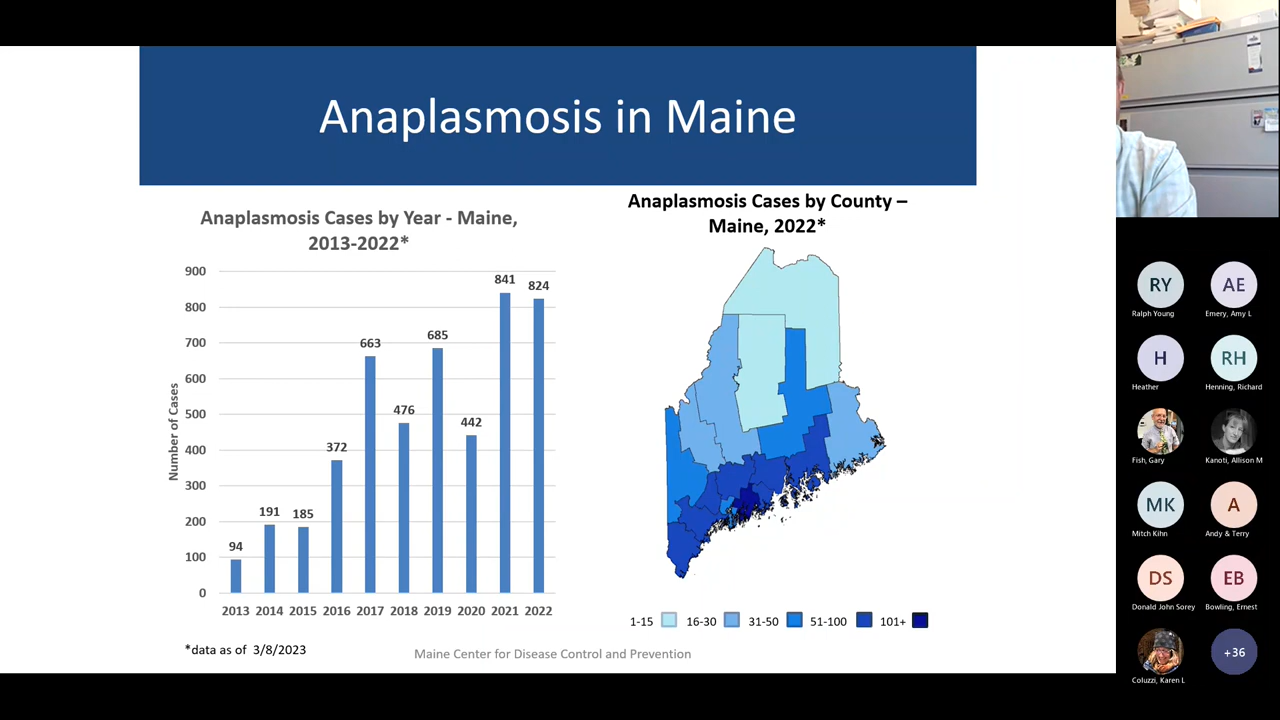 Anaplasmosis in Maine
Anaplasmosis Cases by Year - Maine,
2013-2022*
Number of Cases
900
800
700
600
500
400
300
200
100
0
94
191
185
372
663
476
685
442
841
824
2013 2014 2015 2016 2017 2018 2019 2020 2021 2022
*data as of 3/8/2023
Anaplasmosis Cases by County –
Maine, 2022*
1-15 16-30 31-50 51-100 101+
Maine Center for Disease Control and Prevention
RY AE
Ralph Young Emery, Amy L
H RH
Heather Henning, Richard
Fish, Gary Kanoti, Allison M
MK A
Mitch Kihn Andy & Terry
DS EB
Donald John Sorey Bowling, Ernest
+36
Coluzzi, Karen L